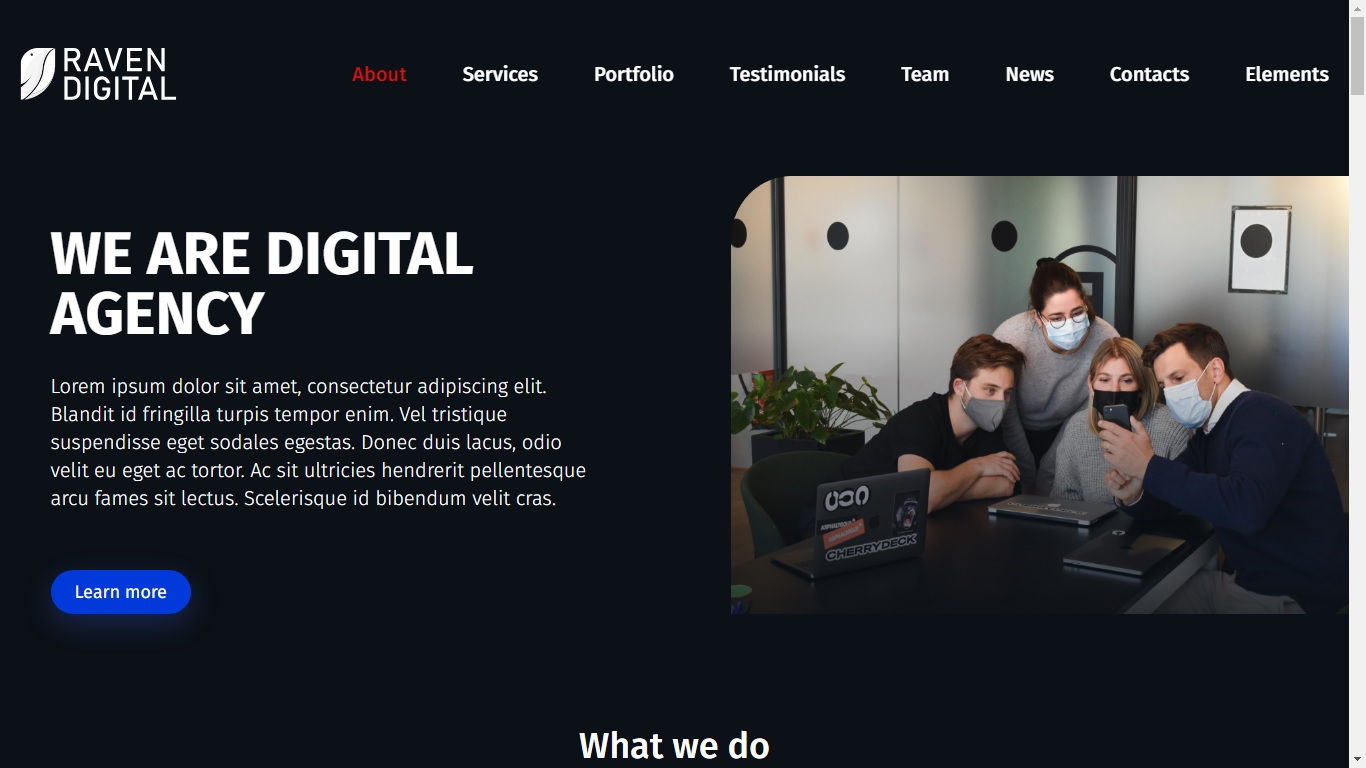 RAVEN
DIGITAL
About Services Portfolio Testimonials Team News Contacts Elements
WE ARE DIGITAL
AGENCY
Lorem ipsum dolor sit amet, consectetur adipiscing elit.
Blandit id fringilla turpis tempor enim. Vel tristique
suspendisse eget sodales egestas. Donec duis lacus, odio
velit eu eget ac tortor. Ac sit ultricies hendrerit pellentesque
arcu fames sit lectus. Scelerisque id bibendum velit cras.
CHERRY DECK
Learn more
What we do